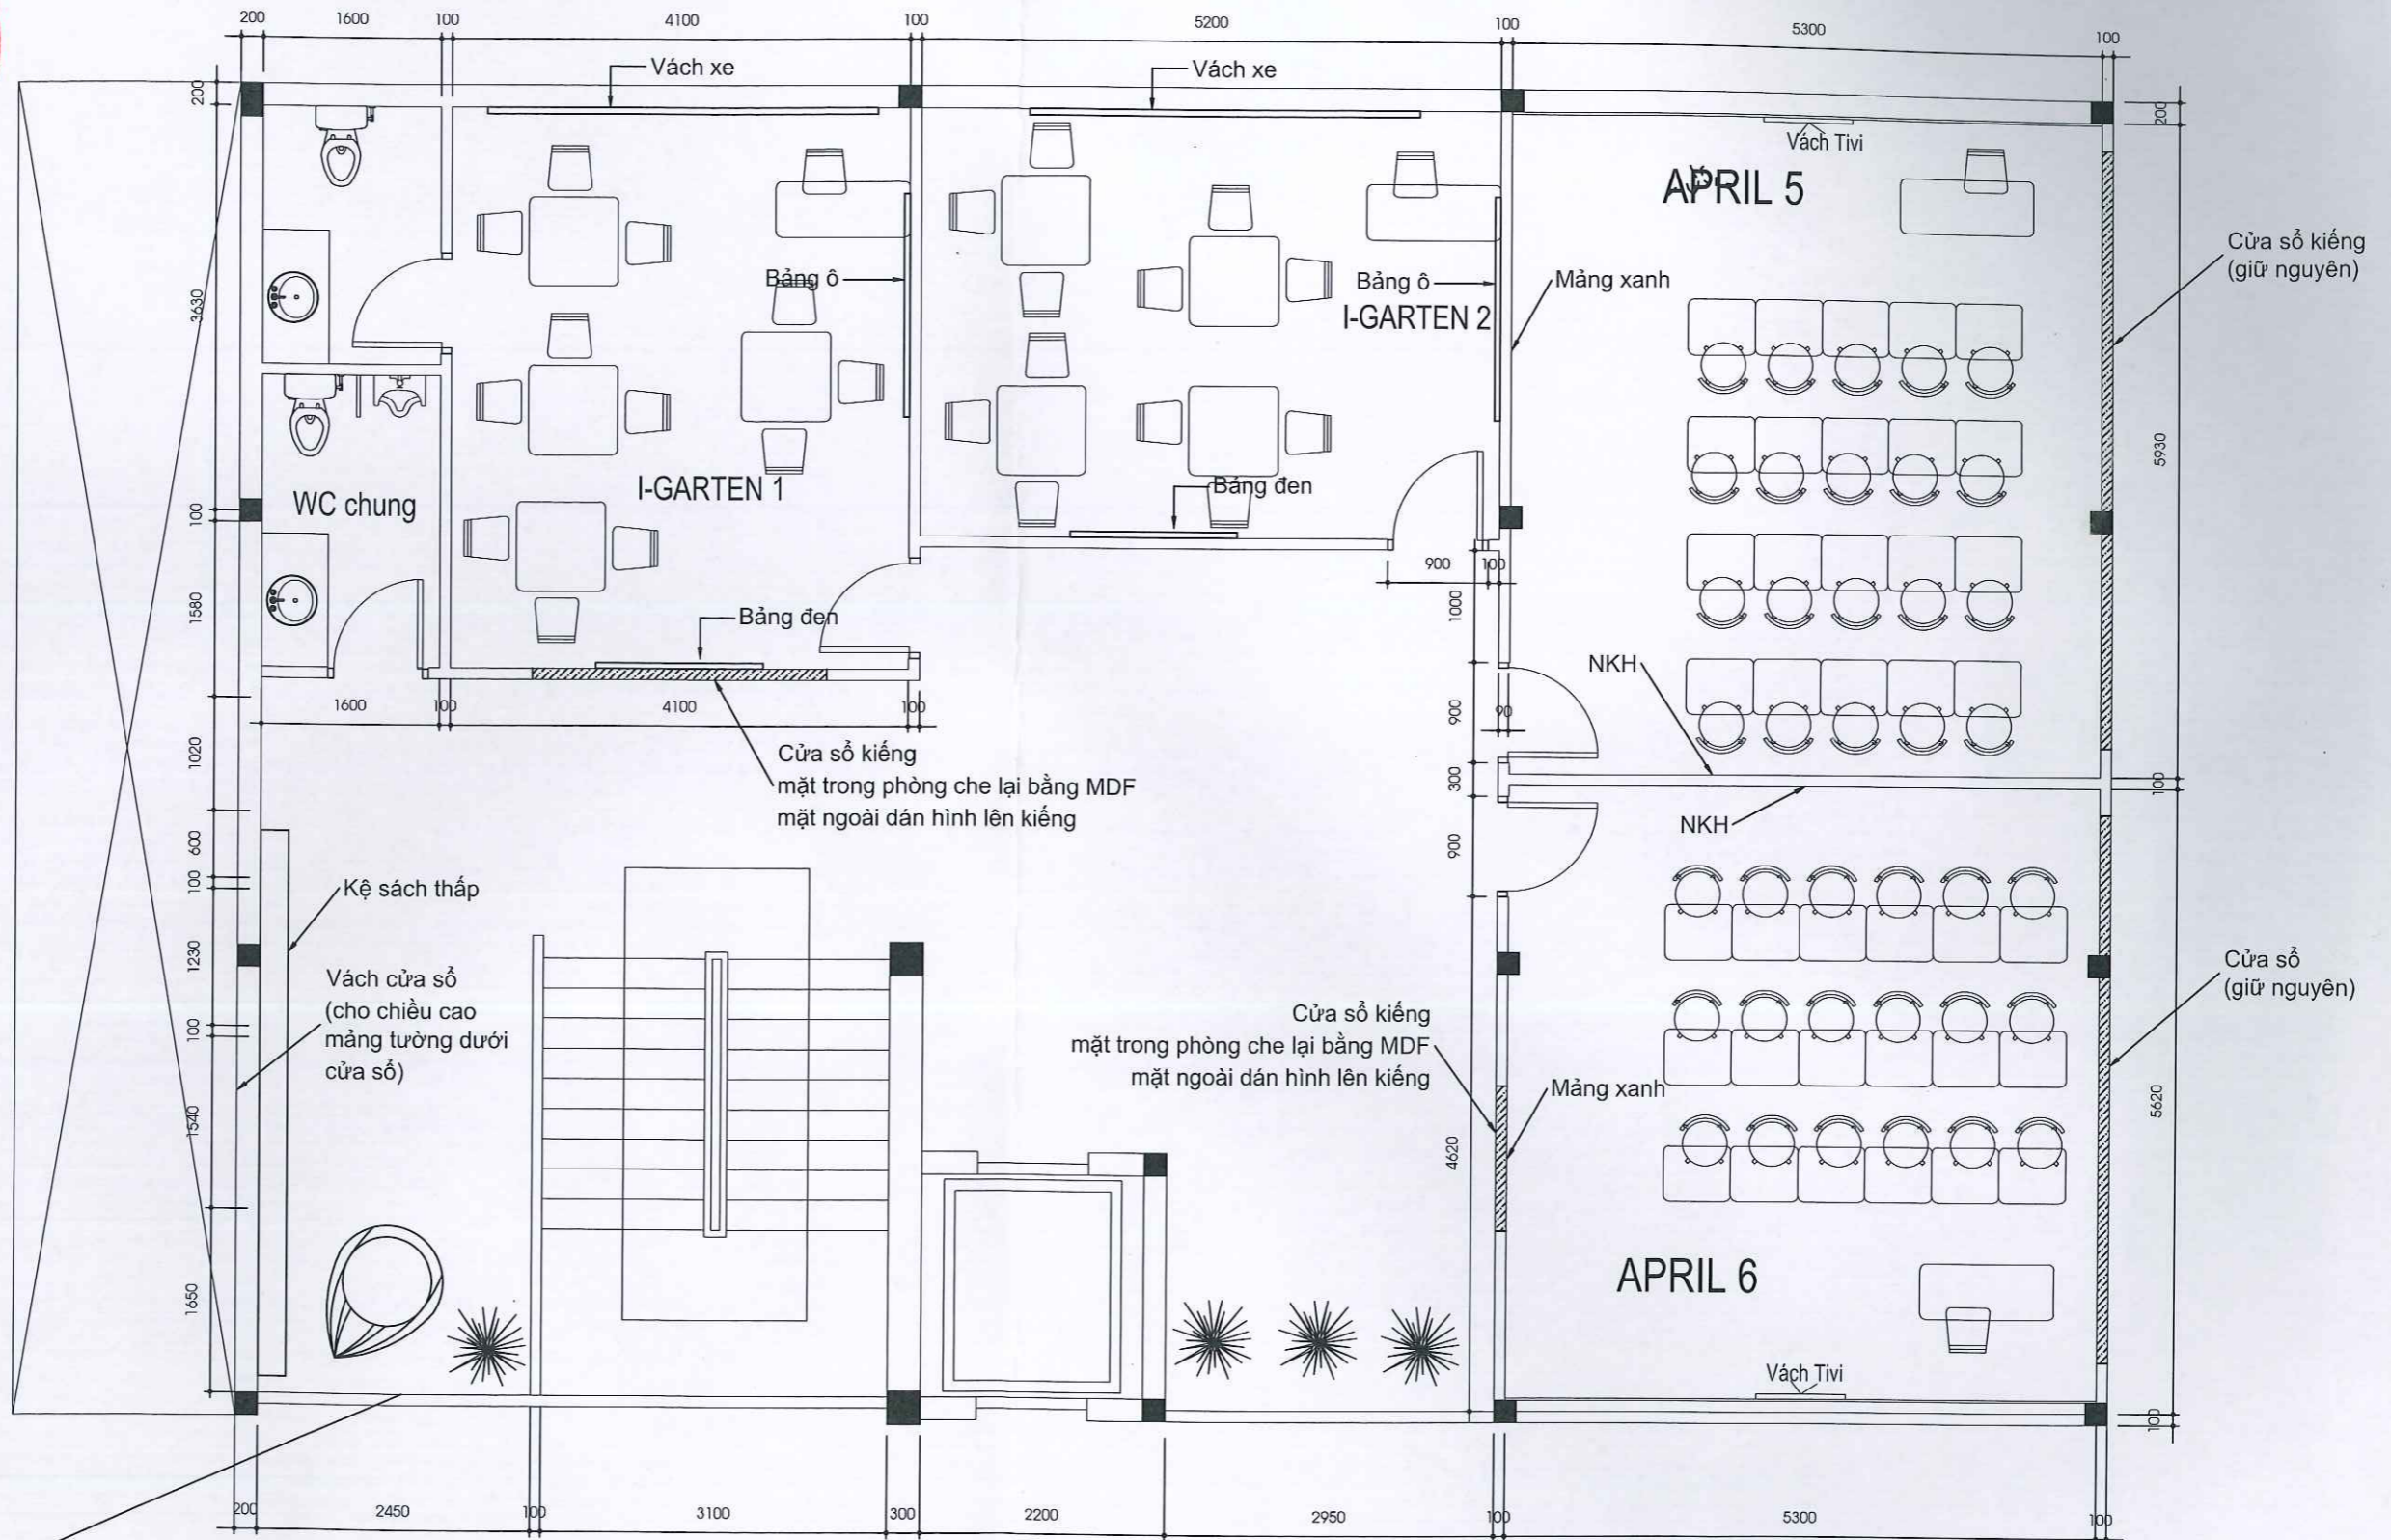 200 1600 100 4100 100 5200 100 5300 100
Vách xe
Vách xe
200
200
Vách Tivi
APRIL 5
Cửa sổ kiếng
(giữ nguyên)
Bảng ô
Bảng ô
Mảng xanh
I-GARTEN 2
3630
5930
I-GARTEN 1
Bảng đen
WC chung
100
900 100
1000
1580
Bảng đen
NKH
1600 100 4100 100
900
90
1020
Cửa sổ kiếng
mặt trong phòng che lại bằng MDF
mặt ngoài dán hình lên kiếng
300
100
NKH
600
900
100
Kệ sách thấp
1230
Vách cửa sổ
(cho chiều cao
mảng tường dưới
cửa sổ)
Cửa sổ
(giữ nguyên)
100
Cửa sổ kiếng
mặt trong phòng che lại bằng MDF
mặt ngoài dán hình lên kiếng
Mảng xanh
1540
4620
5620
1650
APRIL 6
Vách Tivi
100
200 2450 100 3100 300 2200 2950 100 5300 100